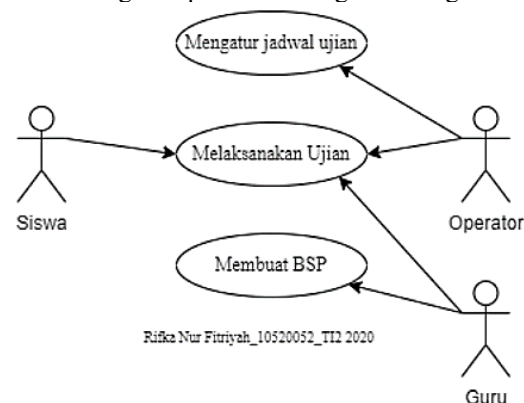 Mengatur jadwal ujian
Melaksanakan Ujian
Siswa
Operator
Membuat BSP
Rifka Nur Fitriyah_10520052_TI2 2020
Guru